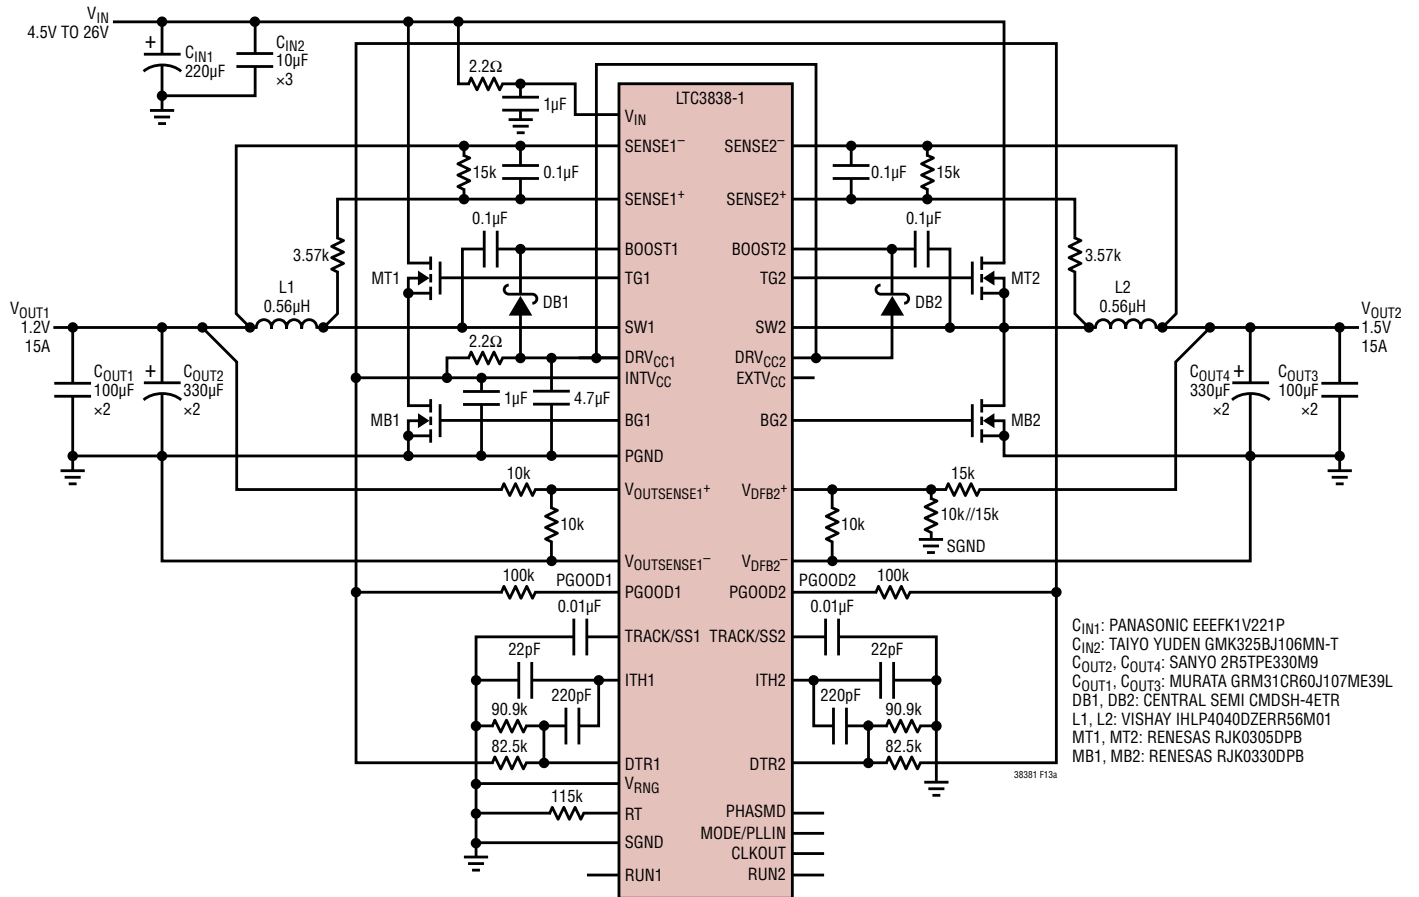 V_IN
4.5V TO 26V
+
C_IN1
220µF
C_IN2
10µF
×3
2.2Ω
1µF
LTC3838-1
V_IN
SENSE1⁻
SENSE2⁻
15k
0.1µF
0.1µF
15k
SENSE1⁺
SENSE2⁺
0.1µF
0.1µF
3.57k
BOOST1
BOOST2
3.57k
MT1
TG1
TG2
MT2
L1
0.56µH
DB1
DB2
L2
0.56µH
V_OUT1
1.2V
15A
SW1
SW2
V_OUT2
1.5V
15A
2.2Ω
DRV_CC1
DRV_CC2
INTV_CC
EXTV_CC
C_OUT1
100µF
×2
+
C_OUT2
330µF
×2
1µF
4.7µF
C_OUT4
330µF
×2
+
C_OUT3
100µF
×2
MB1
BG1
BG2
MB2
PGND
10k
V_OUTSENSE1⁺
V_DFB2⁺
15k
10k
10k
10k//15k
SGND
V_OUTSENSE1⁻
V_DFB2⁻
100k
PGOOD1
PGOOD1
PGOOD2
PGOOD2
100k
0.01µF
0.01µF
TRACK/SS1
TRACK/SS2
22pF
22pF
ITH1
ITH2
220pF
220pF
90.9k
90.9k
82.5k
82.5k
DTR1
DTR2
V_RNG
115k
RT
PHASMD
MODE/PLLIN
SGND
CLKOUT
RUN1
RUN2
C_IN1: PANASONIC EEEFK1V221P
C_IN2: TAIYO YUDEN GMK325BJ106MN-T
C_OUT2, C_OUT4: SANYO 2R5TPE330M9
C_OUT1, C_OUT3: MURATA GRM31CR60J107ME39L
DB1, DB2: CENTRAL SEMI CMDSH-4ETR
L1, L2: VISHAY IHLP4040DZERR56M01
MT1, MT2: RENESAS RJK0305DPB
MB1, MB2: RENESAS RJK0330DPB
38381 F13a